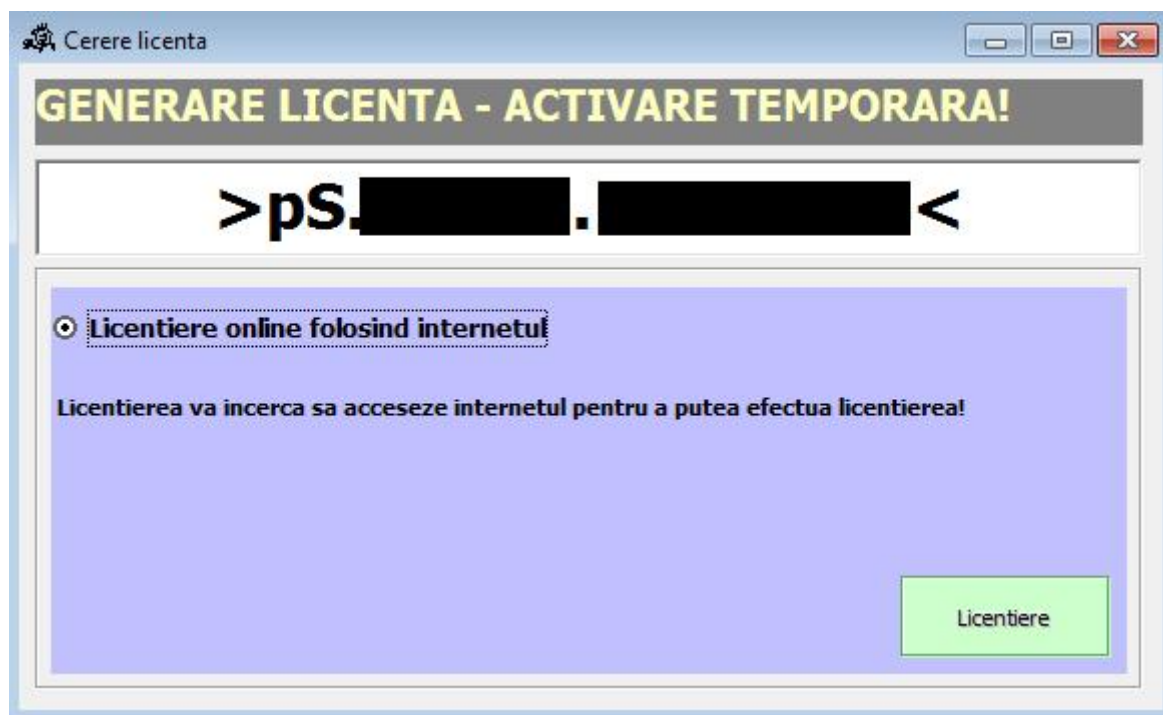 Cerere licenta
GENERARE LICENTA - ACTIVARE TEMPORARA!
>pS. . <
Licentiere online folosind internetul
Licentierea va incerca sa acceseze internetul pentru a putea efectua licentierea!
Licentiere